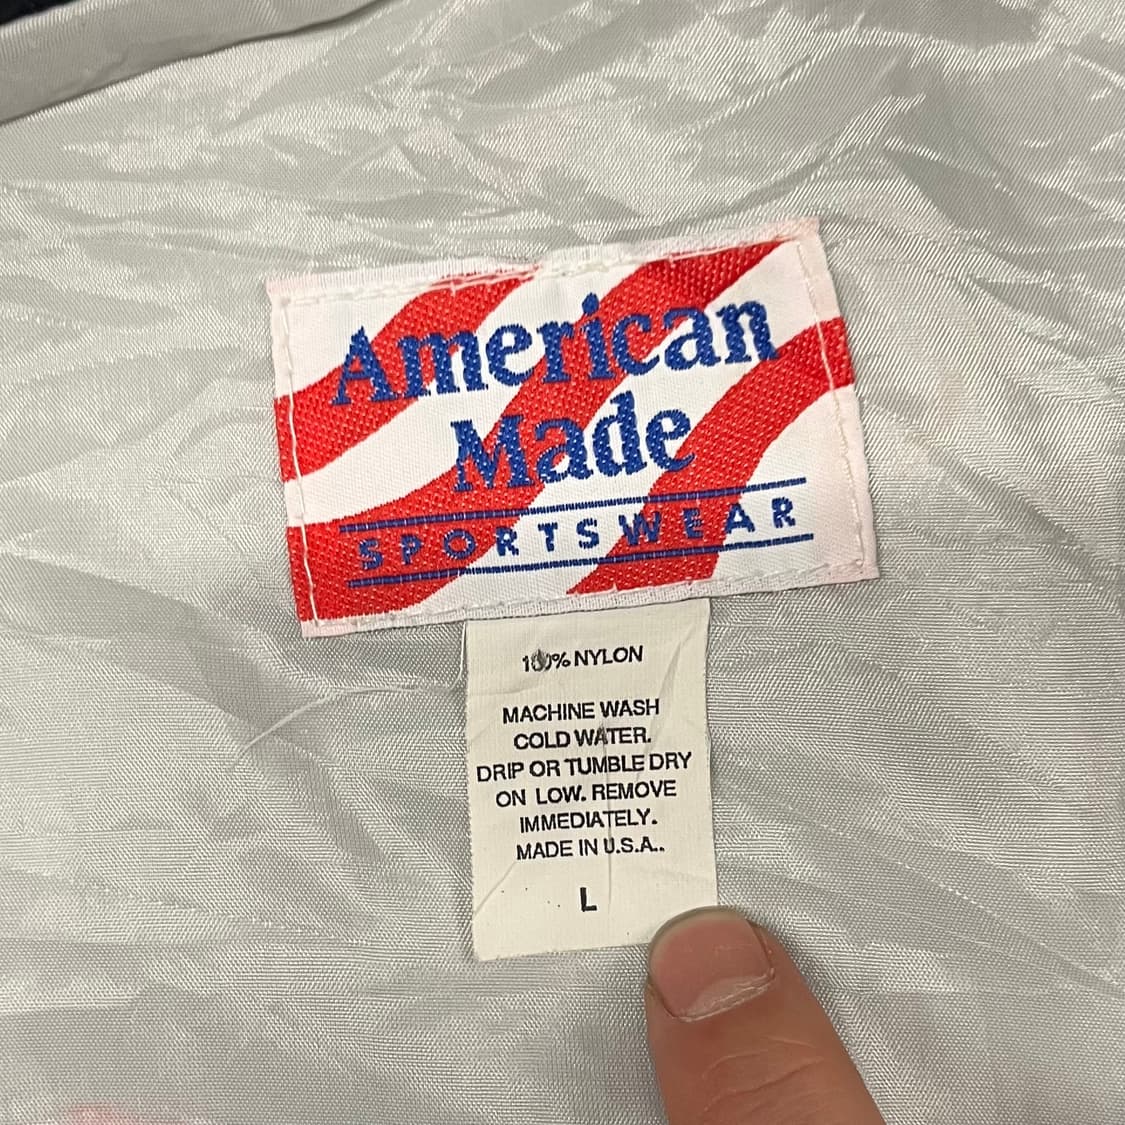 American
Made
SPORTSWEAR
100% NYLON
MACHINE WASH
COLD WATER.
DRIP OR TUMBLE DRY
ON LOW. REMOVE
IMMEDIATELY.
MADE IN U.S.A..
L